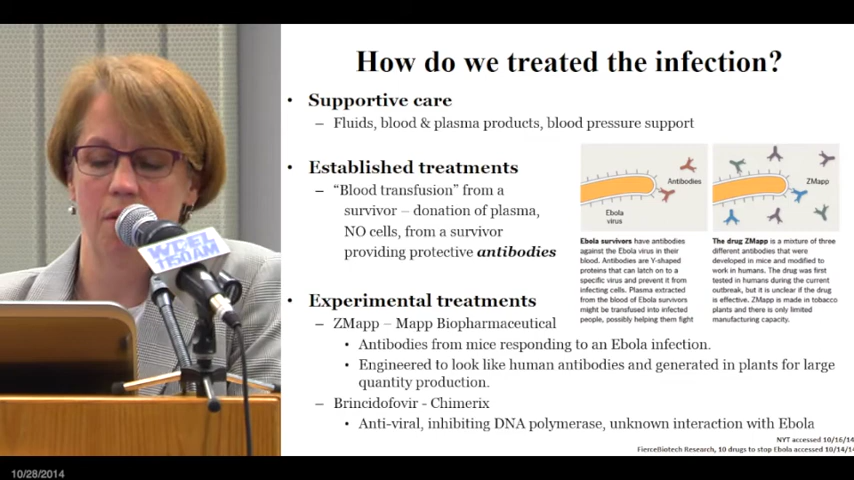 How do we treated the infection?
• Supportive care
– Fluids, blood & plasma products, blood pressure support
• Established treatments
– “Blood transfusion” from a
survivor – donation of plasma,
NO cells, from a survivor
providing protective antibodies
Antibodies
Ebola
virus
ZMapp
Ebola survivors have antibodies
against the Ebola virus in their
blood. Antibodies are Y-shaped
proteins that can latch on to a
specific virus and prevent it from
infecting cells. Plasma extracted
from the blood of Ebola survivors
might be transfused into infected
people, possibly helping them fight
The drug ZMapp is a mixture of three
different antibodies that were
developed in mice and modified to
work in humans. The drug was first
tested in humans during the current
outbreak, but it is unclear if the drug
is effective. ZMapp is made in tobacco
plants and there is only limited
manufacturing capacity.
• Experimental treatments
– ZMapp – Mapp Biopharmaceutical
• Antibodies from mice responding to an Ebola infection.
• Engineered to look like human antibodies and generated in plants for large
quantity production.
– Brincidofovir - Chimerix
• Anti-viral, inhibiting DNA polymerase, unknown interaction with Ebola
NYT accessed 10/16/14
FierceBiotech Research, 10 drugs to stop Ebola accessed 10/14/14
1150AM
10/28/2014